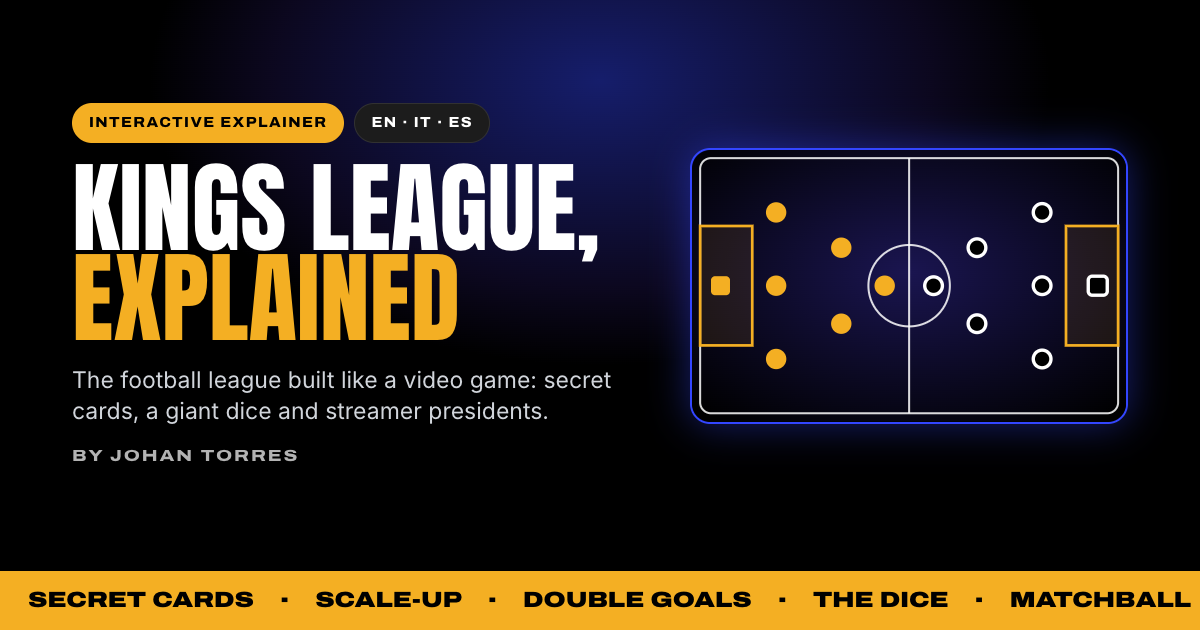 INTERACTIVE EXPLAINER
EN · IT · ES
KINGS LEAGUE,
EXPLAINED
The football league built like a video game: secret
cards, a giant dice and streamer presidents.
BY JOHAN TORRES
SECRET CARDS · SCALE-UP · DOUBLE GOALS · THE DICE · MATCHBALL